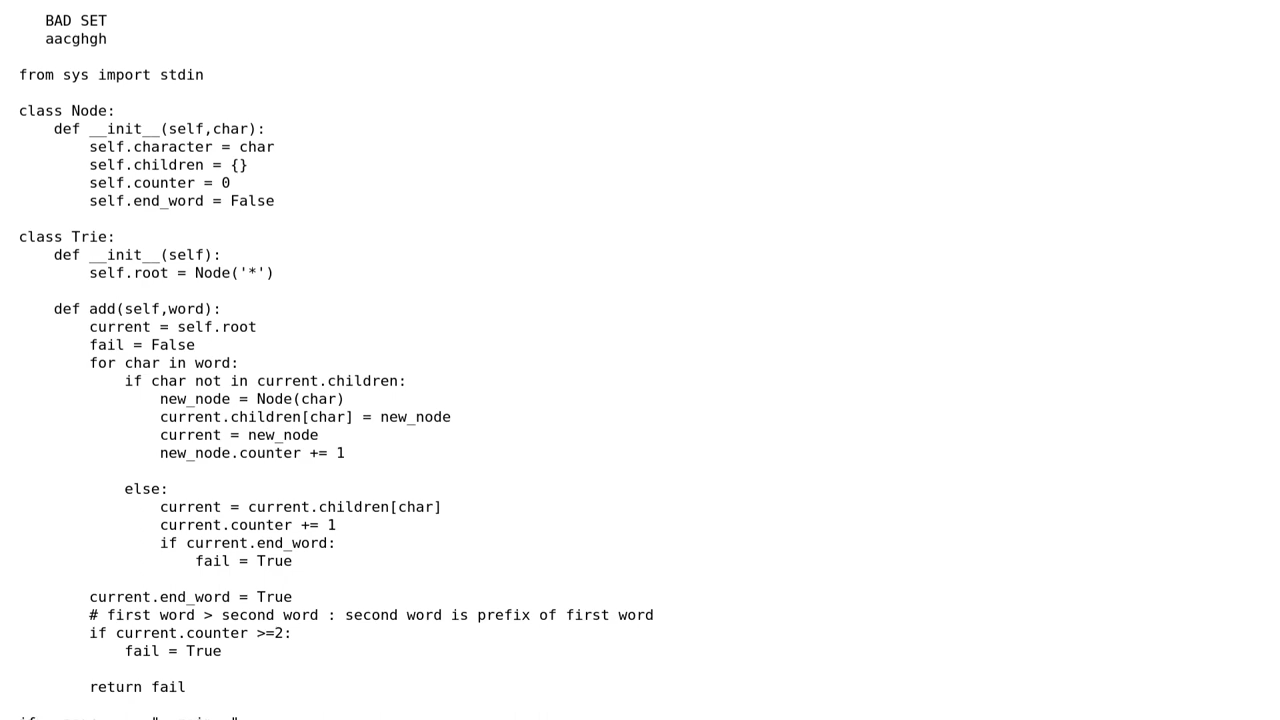 BAD SET
aacghgh
from sys import stdin
class Node:
def __init__(self,char):
self.character = char
self.children = {}
self.counter = 0
self.end_word = False
class Trie:
def __init__(self):
self.root = Node('*')
def add(self,word):
current = self.root
fail = False
for char in word:
if char not in current.children:
new_node = Node(char)
current.children[char] = new_node
current = new_node
new_node.counter += 1
else:
current = current.children[char]
current.counter += 1
if current.end_word:
fail = True
current.end_word = True
# first word > second word : second word is prefix of first word
if current.counter >=2:
fail = True
return fail